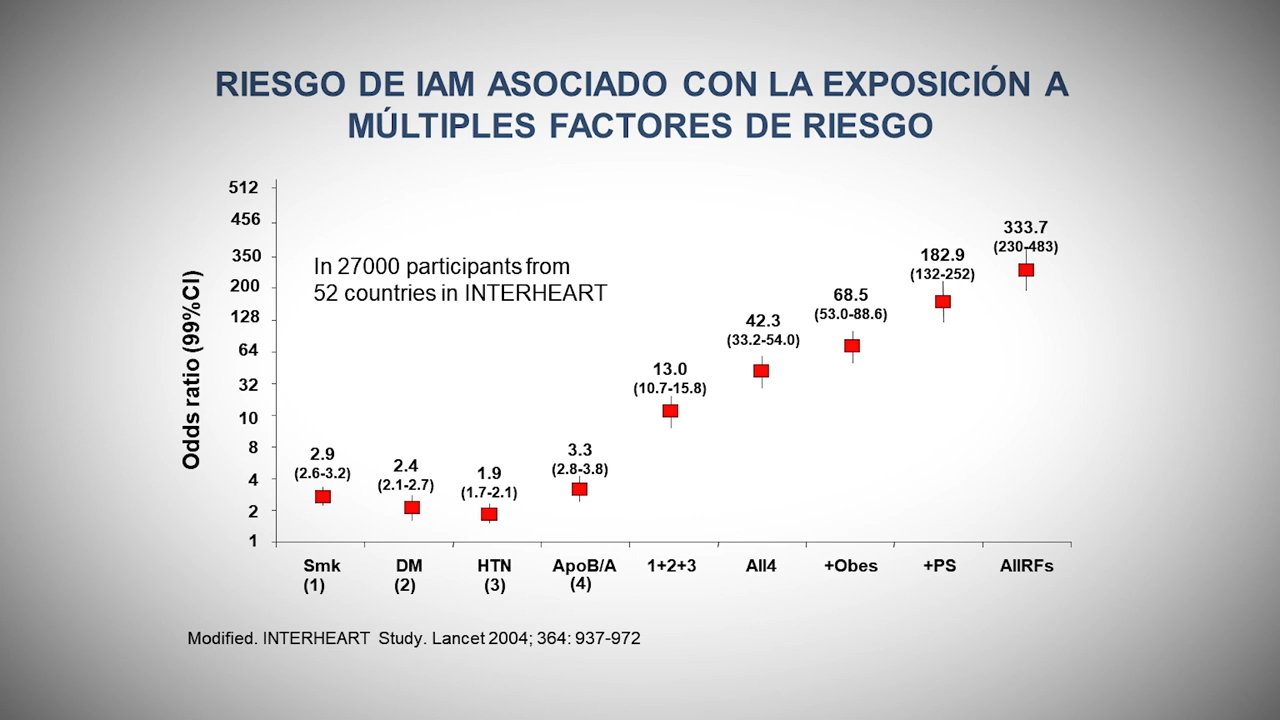 RIESGO DE IAM ASOCIADO CON LA EXPOSICIÓN A
MÚLTIPLES FACTORES DE RIESGO
Odds ratio (99%CI)
512
456
350
200
128
64
32
10
8
4
2
1
In 27000 participants from
52 countries in INTERHEART
2.9
(2.6-3.2)
2.4
(2.1-2.7)
1.9
(1.7-2.1)
3.3
(2.8-3.8)
13.0
(10.7-15.8)
42.3
(33.2-54.0)
68.5
(53.0-88.6)
182.9
(132-252)
333.7
(230-483)
Smk
(1)
DM
(2)
HTN
(3)
ApoB/A
(4)
1+2+3
All4
+Obes
+PS
AllRFs
Modified. INTERHEART Study. Lancet 2004; 364: 937-972